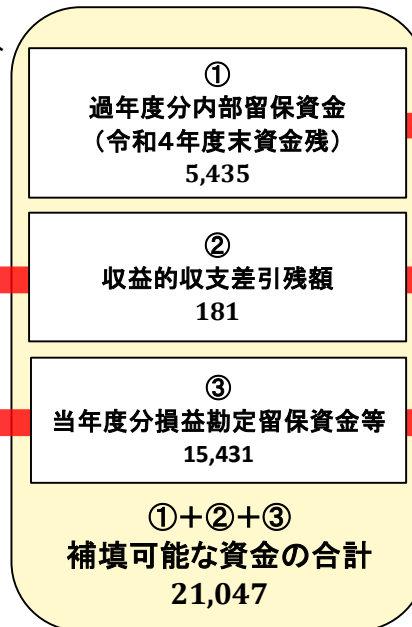 ①
過年度分内部留保資金
（令和4年度末資金残）
5,435
②
収益的収支差引残額
181
③
当年度分損益勘定留保資金等
15,431
①＋②＋③
補填可能な資金の合計
21,047